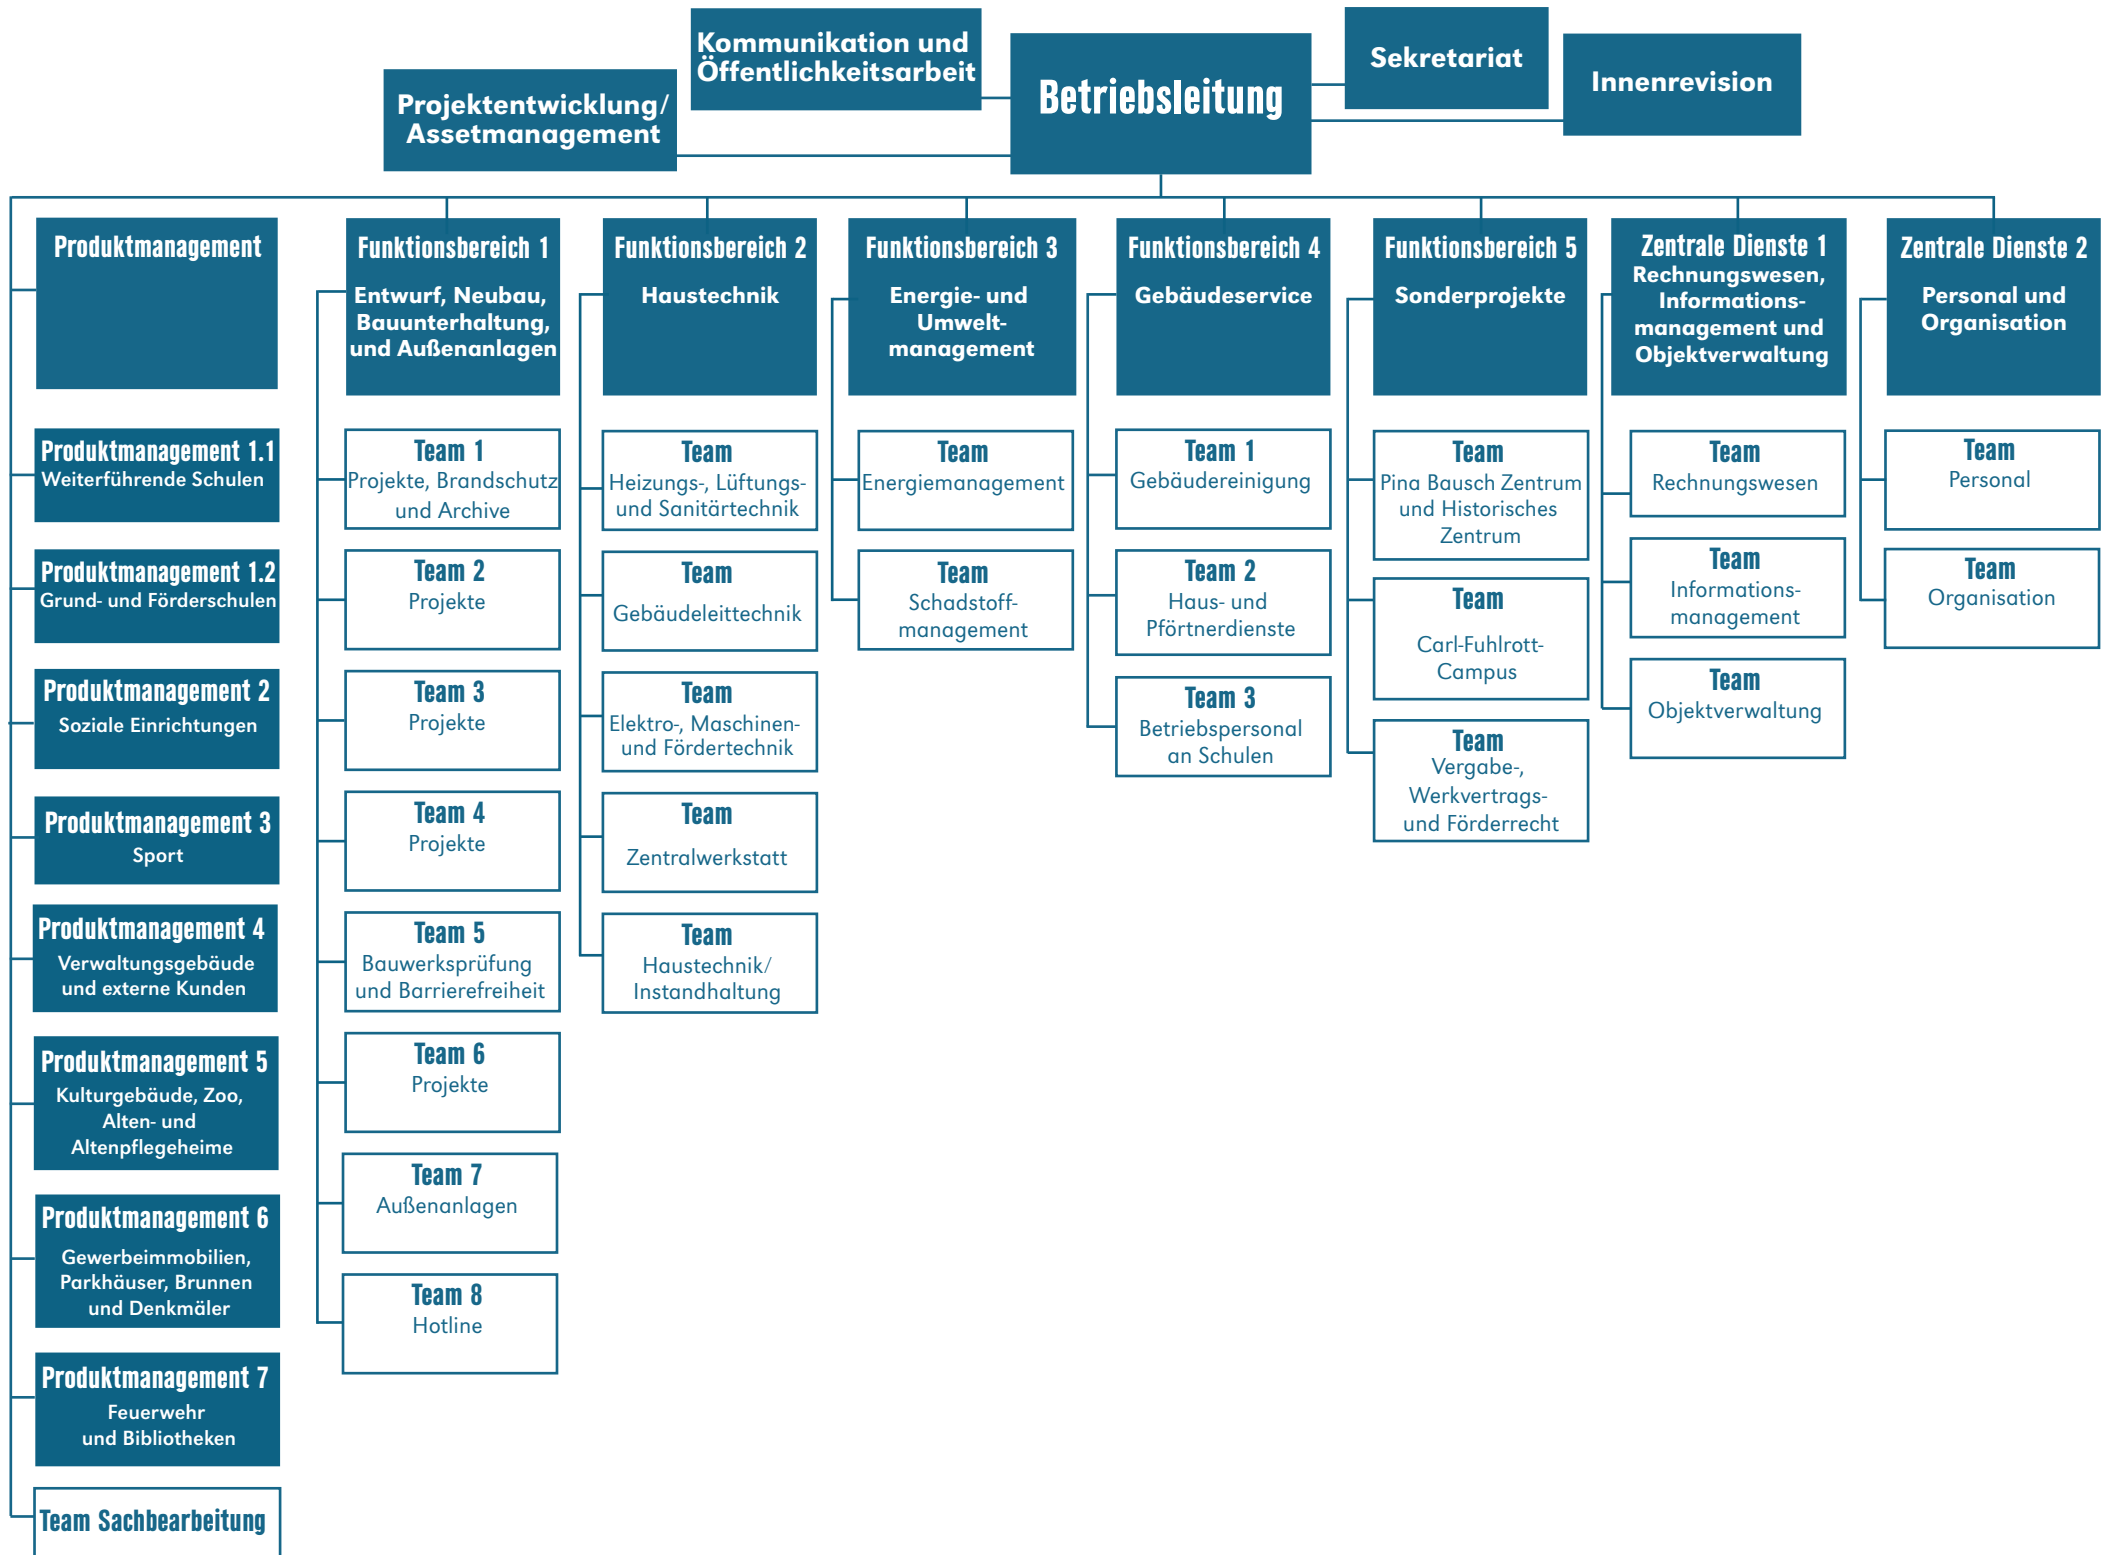 Kommunikation und
Öffentlichkeitsarbeit
Betriebsleitung
Sekretariat
Innenrevision
Projektentwicklung/
Assetmanagement
Produktmanagement
Produktmanagement 1.1
Weiterführende Schulen
Produktmanagement 1.2
Grund- und Förderschulen
Produktmanagement 2
Soziale Einrichtungen
Produktmanagement 3
Sport
Produktmanagement 4
Verwaltungsgebäude
und externe Kunden
Produktmanagement 5
Kulturgebäude, Zoo,
Alten- und
Altenpflegeheime
Produktmanagement 6
Gewerbeimmobilien,
Parkhäuser, Brunnen
und Denkmäler
Produktmanagement 7
Feuerwehr
und Bibliotheken
Team Sachbearbeitung
Funktionsbereich 1
Entwurf, Neubau,
Bauunterhaltung,
und Außenanlagen
Team 1
Projekte, Brandschutz
und Archive
Team 2
Projekte
Team 3
Projekte
Team 4
Projekte
Team 5
Bauwerksprüfung
und Barrierefreiheit
Team 6
Projekte
Team 7
Außenanlagen
Team 8
Hotline
Funktionsbereich 2
Haustechnik
Team
Heizungs-, Lüftungs-
und Sanitärtechnik
Team
Gebäudeleittechnik
Team
Elektro-, Maschinen-
und Fördertechnik
Team
Zentralwerkstatt
Team
Haustechnik/
Instandhaltung
Funktionsbereich 3
Energie- und
Umwelt-
management
Team
Energiemanagement
Team
Schadstoff-
management
Funktionsbereich 4
Gebäudeservice
Team 1
Gebäudereinigung
Team 2
Haus- und
Pförtnerdienste
Team 3
Betriebspersonal
an Schulen
Funktionsbereich 5
Sonderprojekte
Team
Pina Bausch Zentrum
und Historisches
Zentrum
Team
Carl-Fuhlrott-
Campus
Team
Vergabe-,
Werkvertrags-
und Förderrecht
Zentrale Dienste 1
Rechnungswesen,
Informations-
management und
Objektverwaltung
Team
Rechnungswesen
Team
Informations-
management
Team
Objektverwaltung
Zentrale Dienste 2
Personal und
Organisation
Team
Personal
Team
Organisation